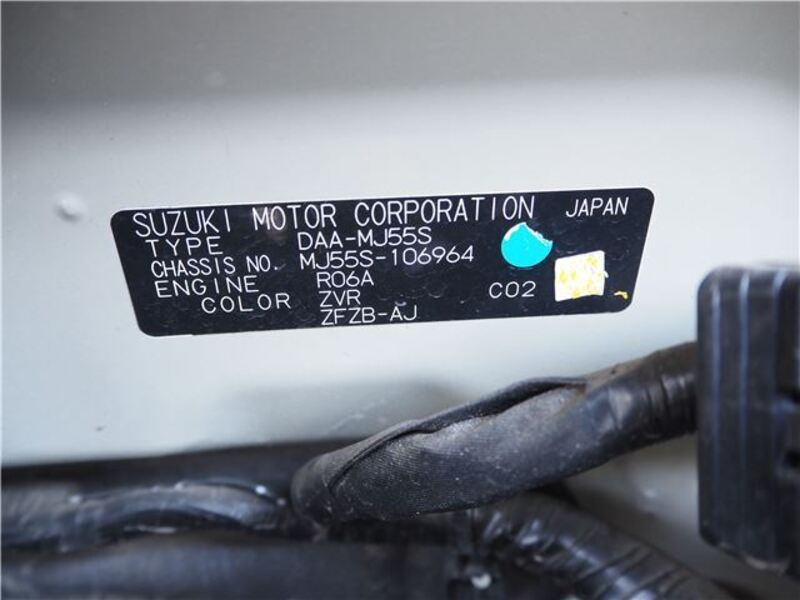 SUZUKI MOTOR CORPORATION JAPAN
TYPE DAA-MJ55S
CHASSIS NO. MJ55S-106964
ENGINE R06A
COLOR ZVR C02
ZFZB-AJ